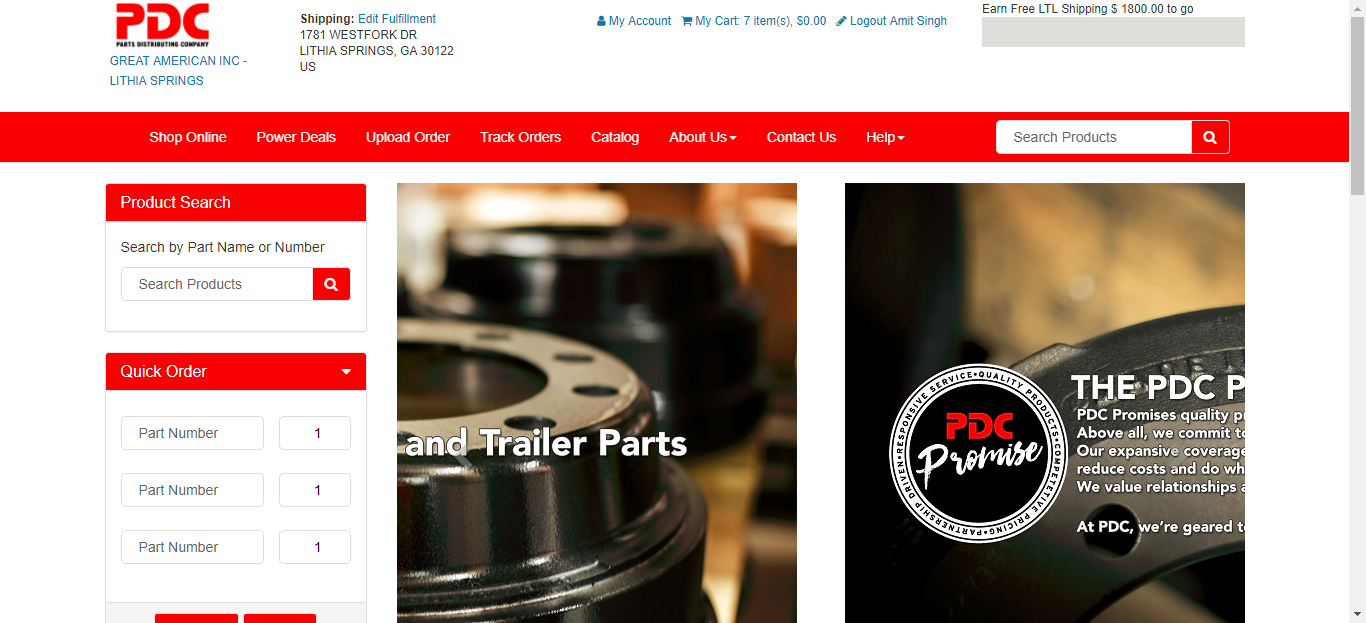 PDC
PARTS DISTRIBUTING COMPANY
GREAT AMERICAN INC -
LITHIA SPRINGS
Shipping: Edit Fulfillment
1781 WESTFORK DR
LITHIA SPRINGS, GA 30122
US
My Account My Cart: 7 item(s), $0.00 Logout Amit Singh
Earn Free LTL Shipping $ 1800.00 to go
Shop Online Power Deals Upload Order Track Orders Catalog About Us Contact Us Help Search Products
Product Search
Search by Part Name or Number
Search Products
Quick Order
Part Number 1
Part Number 1
Part Number 1
and Trailer Parts
RESPONSIVE SERVICE•QUALITY PRODUCTS•COMPETETIVE PRICING•PARTNERSHIP DRIVEN•
PDC
Promise
THE PDC P
PDC Promises quality
Above all, we commit
Our expansive coverage
reduce costs and do
We value relationships
At PDC, we're geared